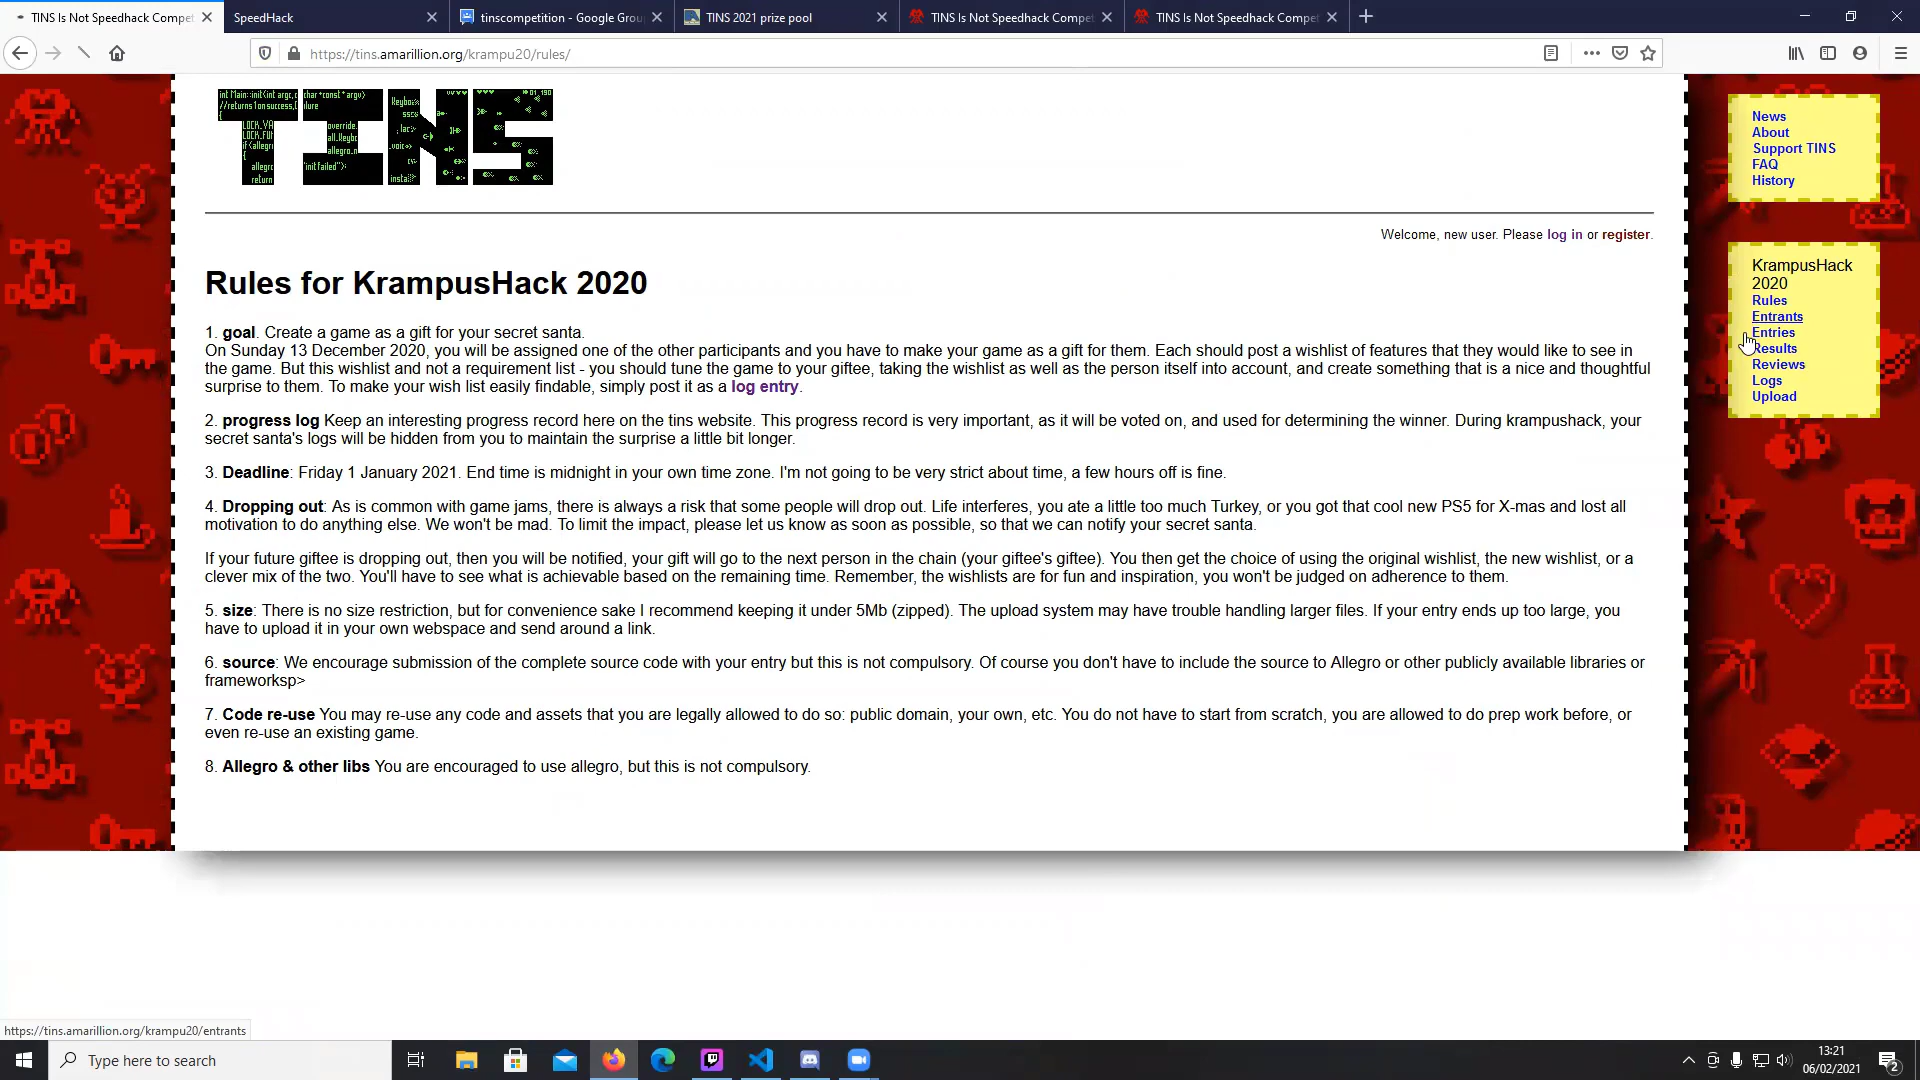 TINS Is Not Speedhack Compet
SpeedHack
tinscompetition - Google Grou
TINS 2021 prize pool
TINS Is Not Speedhack Compet
TINS Is Not Speedhack Compet
https://tins.amarillion.org/krampu20/rules/
TINS
News
About
Support TINS
FAQ
History
Welcome, new user. Please log in or register.
KrampusHack
2020
Rules
Entrants
Entries
Results
Reviews
Logs
Upload
Rules for KrampusHack 2020
1. goal. Create a game as a gift for your secret santa.
On Sunday 13 December 2020, you will be assigned one of the other participants and you have to make your game as a gift for them. Each should post a wishlist of features that they would like to see in
the game. But this wishlist and not a requirement list - you should tune the game to your giftee, taking the wishlist as well as the person itself into account, and create something that is a nice and thoughtful
surprise to them. To make your wish list easily findable, simply post it as a log entry.
2. progress log Keep an interesting progress record here on the tins website. This progress record is very important, as it will be voted on, and used for determining the winner. During krampushack, your
secret santa's logs will be hidden from you to maintain the surprise a little bit longer.
3. Deadline: Friday 1 January 2021. End time is midnight in your own time zone. I'm not going to be very strict about time, a few hours off is fine.
4. Dropping out: As is common with game jams, there is always a risk that some people will drop out. Life interferes, you ate a little too much Turkey, or you got that cool new PS5 for X-mas and lost all
motivation to do anything else. We won't be mad. To limit the impact, please let us know as soon as possible, so that we can notify your secret santa.
If your future giftee is dropping out, then you will be notified, your gift will go to the next person in the chain (your giftee's giftee). You then get the choice of using the original wishlist, the new wishlist, or a
clever mix of the two. You'll have to see what is achievable based on the remaining time. Remember, the wishlists are for fun and inspiration, you won't be judged on adherence to them.
5. size: There is no size restriction, but for convenience sake I recommend keeping it under 5Mb (zipped). The upload system may have trouble handling larger files. If your entry ends up too large, you
have to upload it in your own webspace and send around a link.
6. source: We encourage submission of the complete source code with your entry but this is not compulsory. Of course you don't have to include the source to Allegro or other publicly available libraries or
frameworksp>
7. Code re-use You may re-use any code and assets that you are legally allowed to do so: public domain, your own, etc. You do not have to start from scratch, you are allowed to do prep work before, or
even re-use an existing game.
8. Allegro & other libs You are encouraged to use allegro, but this is not compulsory.
https://tins.amarillion.org/krampu20/entrants
Type here to search
13:21
06/02/2021
2